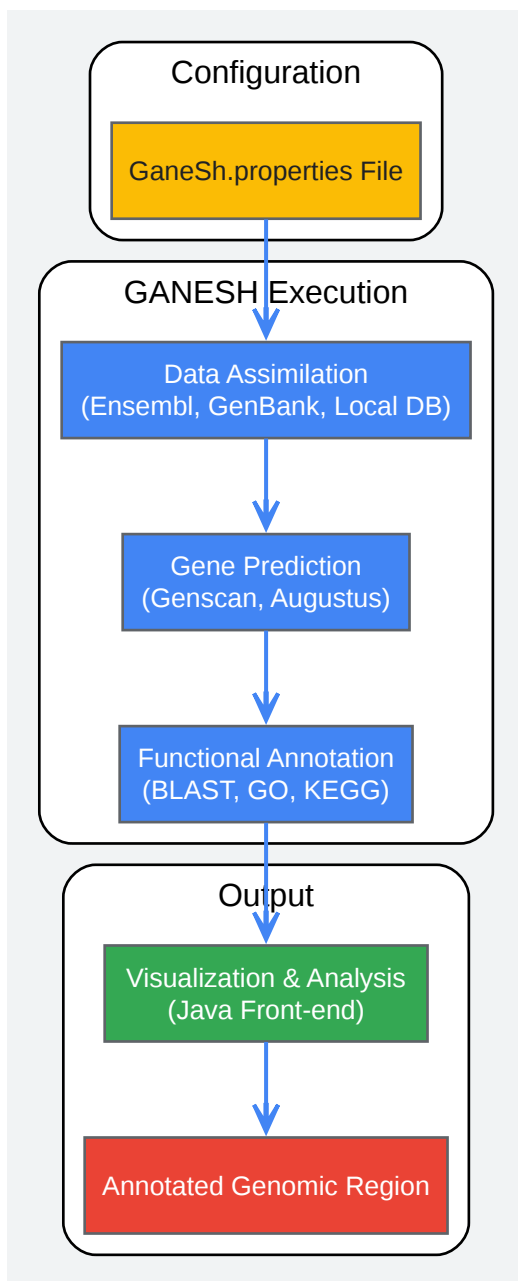 Configuration
GaneSh.properties File
GANESH Execution
Data Assimilation
(Ensembl, GenBank, Local DB)
Gene Prediction
(Genscan, Augustus)
Functional Annotation
(BLAST, GO, KEGG)
Output
Visualization & Analysis
(Java Front-end)
Annotated Genomic Region